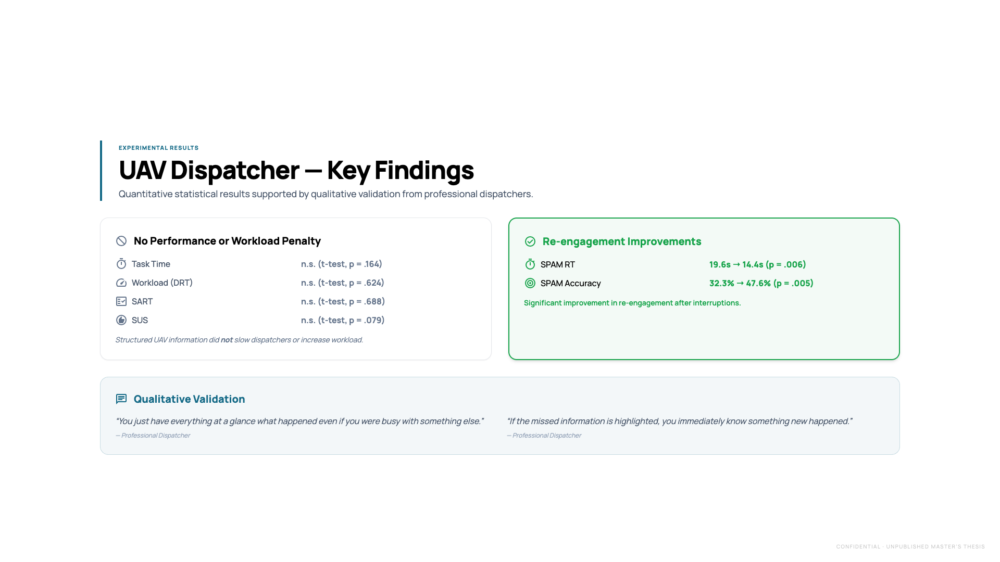 EXPERIMENTAL RESULTS
UAV Dispatcher — Key Findings
Quantitative statistical results supported by qualitative validation from professional dispatchers.
No Performance or Workload Penalty
Task Time n.s. (t-test, p = .164)
Workload (DRT) n.s. (t-test, p = .624)
SART n.s. (t-test, p = .688)
SUS n.s. (t-test, p = .079)
Structured UAV information did not slow dispatchers or increase workload.
Re-engagement Improvements
SPAM RT 19.6s → 14.4s (p = .006)
SPAM Accuracy 32.3% → 47.6% (p = .005)
Significant improvement in re-engagement after interruptions.
Qualitative Validation
“You just have everything at a glance what happened even if you were busy with something else.”
— Professional Dispatcher
“If the missed information is highlighted, you immediately know something new happened.”
— Professional Dispatcher
CONFIDENTIAL · UNPUBLISHED MASTER'S THESIS